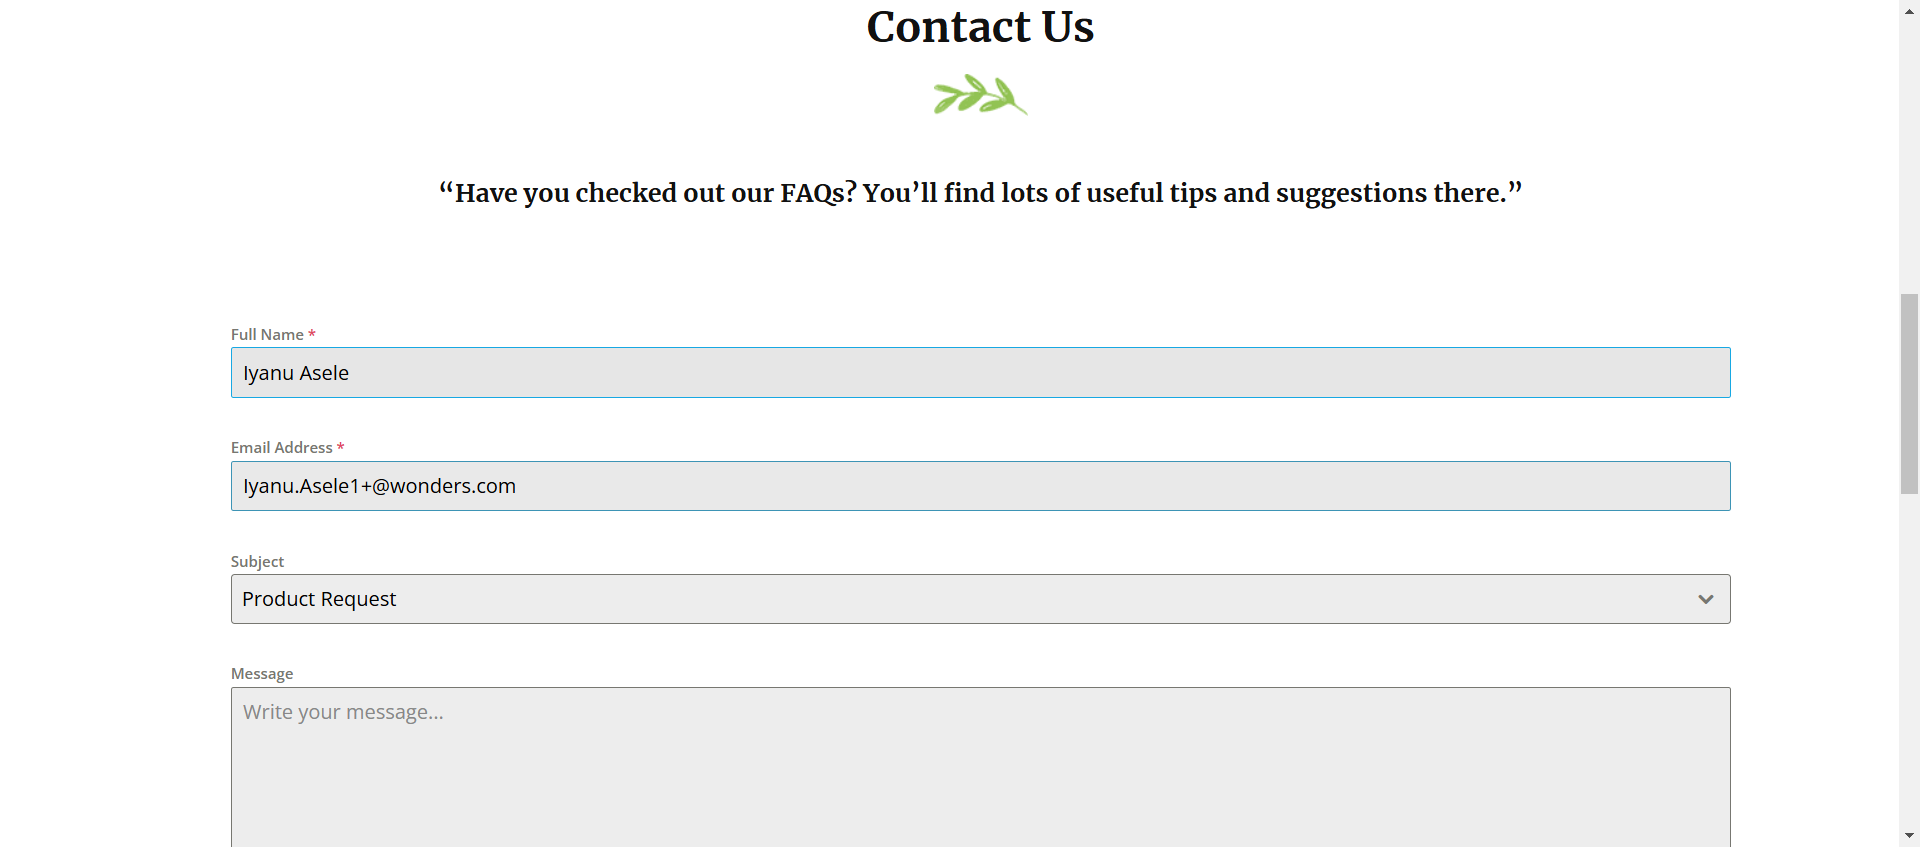 Contact Us
“Have you checked out our FAQs? You’ll find lots of useful tips and suggestions there.”
Full Name *
Iyanu Asele
Email Address *
Iyanu.Asele1+@wonders.com
Subject
Product Request
Message
Write your message...